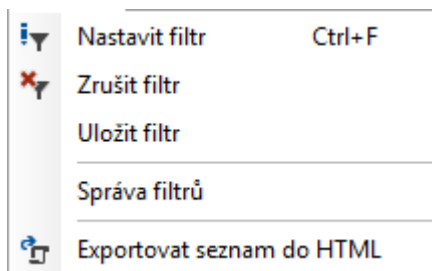 Nastavit filtr Ctrl+F
Zrušit filtr
Uložit filtr
Správa filtrů
Exportovat seznam do HTML